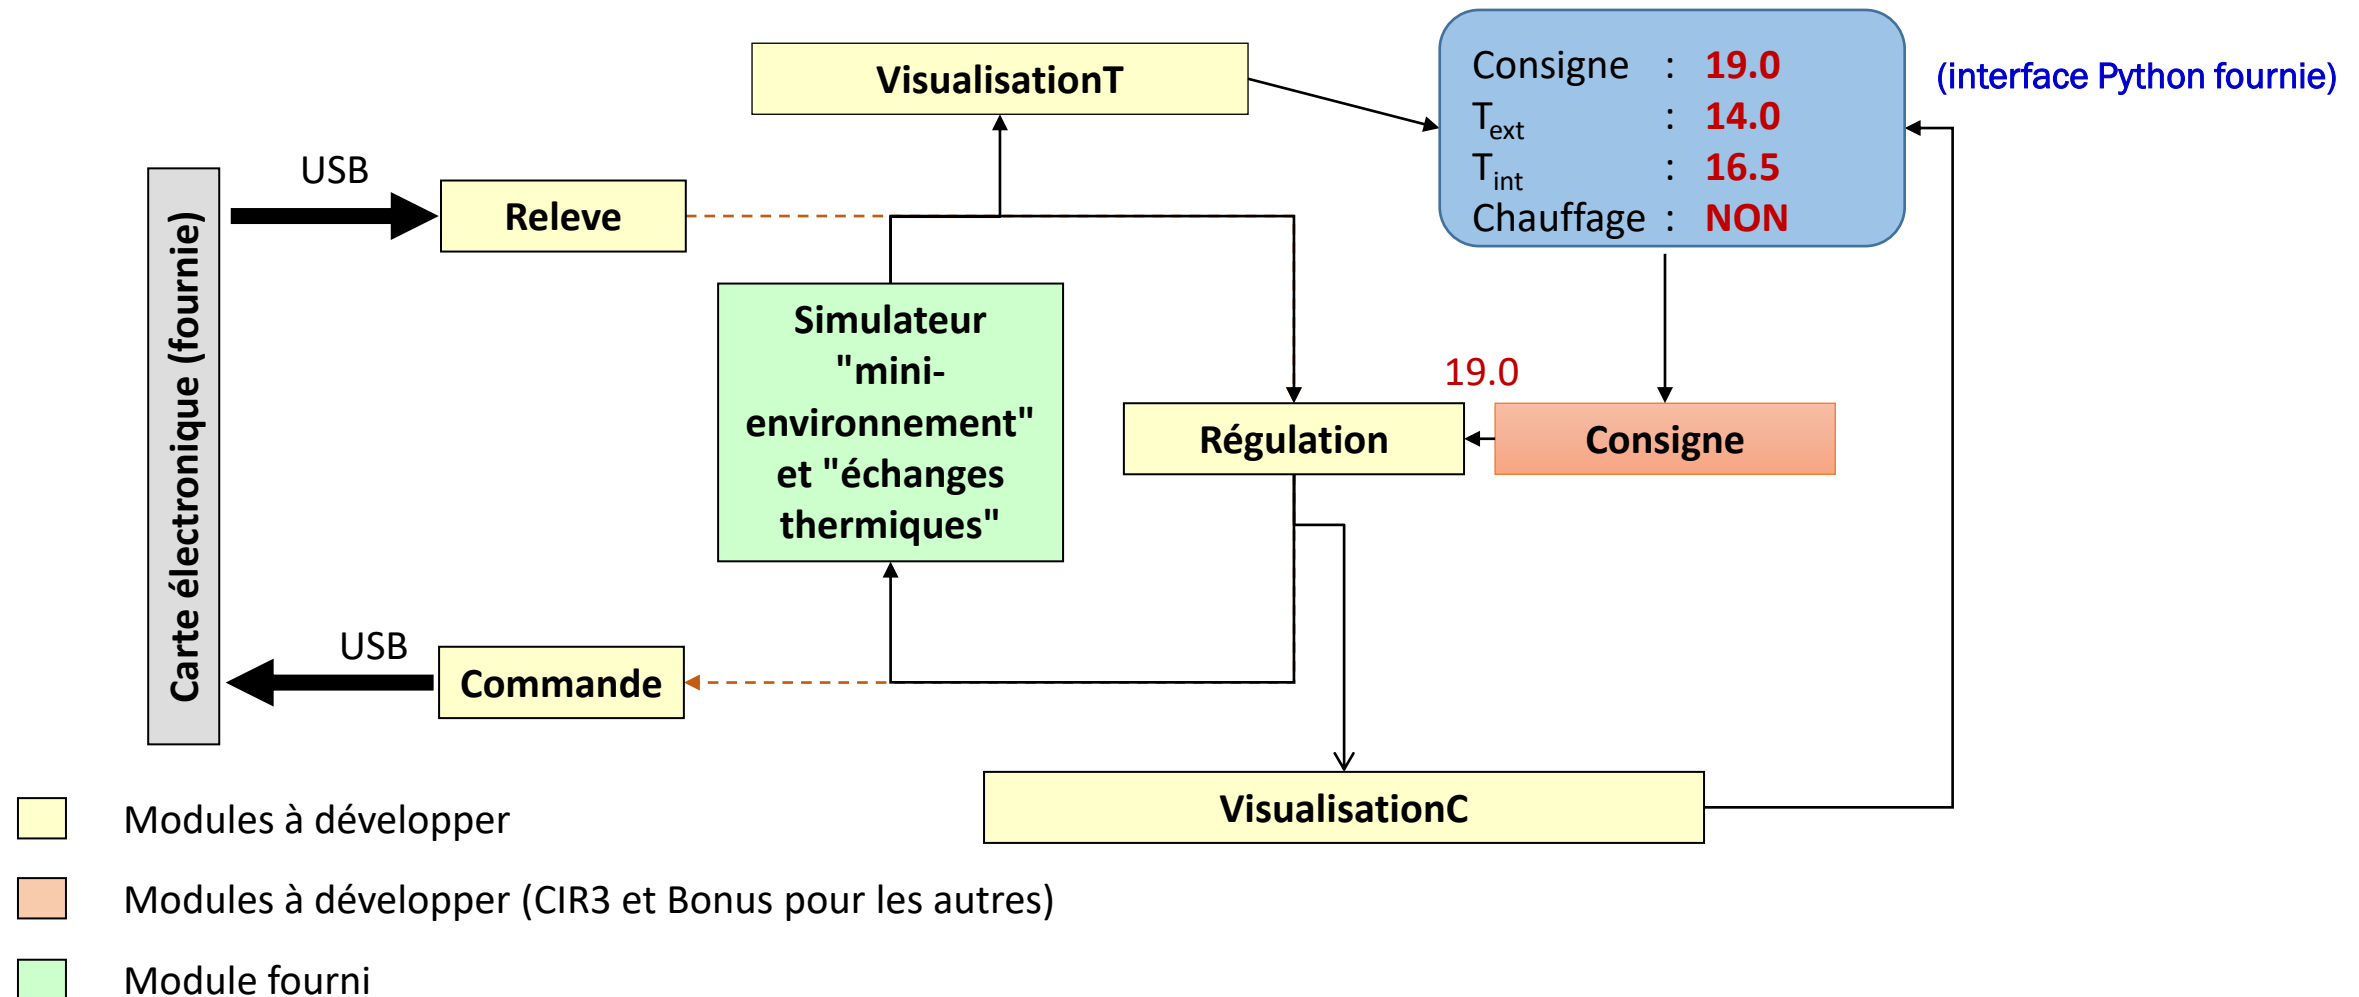 VisualisationT
Consigne : 19.0
Text : 14.0
Tint : 16.5
Chauffage : NON
(interface Python fournie)
USB
Releve
Carte électronique (fournie)
Simulateur
"mini-
environnement"
et "échanges
thermiques"
19.0
Régulation
Consigne
USB
Commande
VisualisationC
Modules à développer
Modules à développer (CIR3 et Bonus pour les autres)
Module fourni